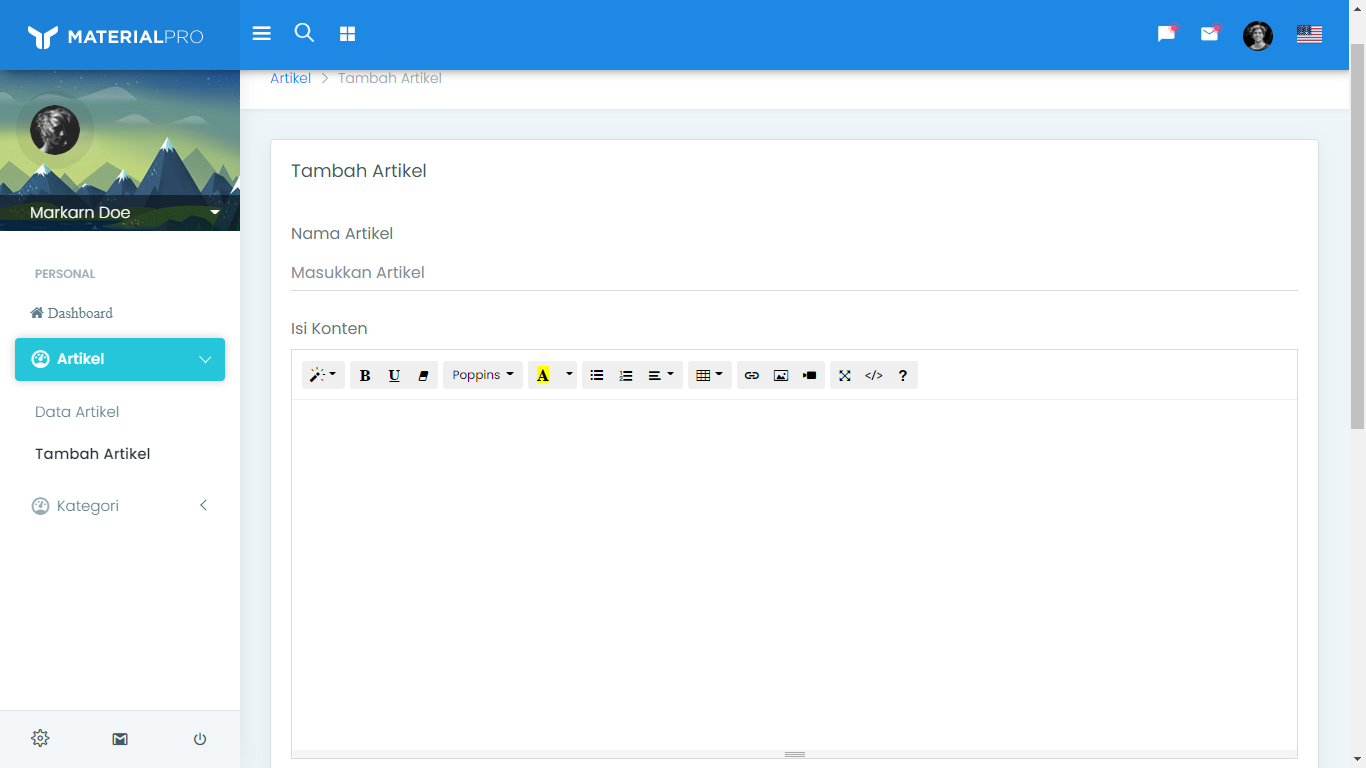 MATERIALPRO
Artikel > Tambah Artikel
Markarn Doe
PERSONAL
Dashboard
Artikel
Data Artikel
Tambah Artikel
Kategori
Tambah Artikel
Nama Artikel
Masukkan Artikel
Isi Konten
B U Poppins A </> ?